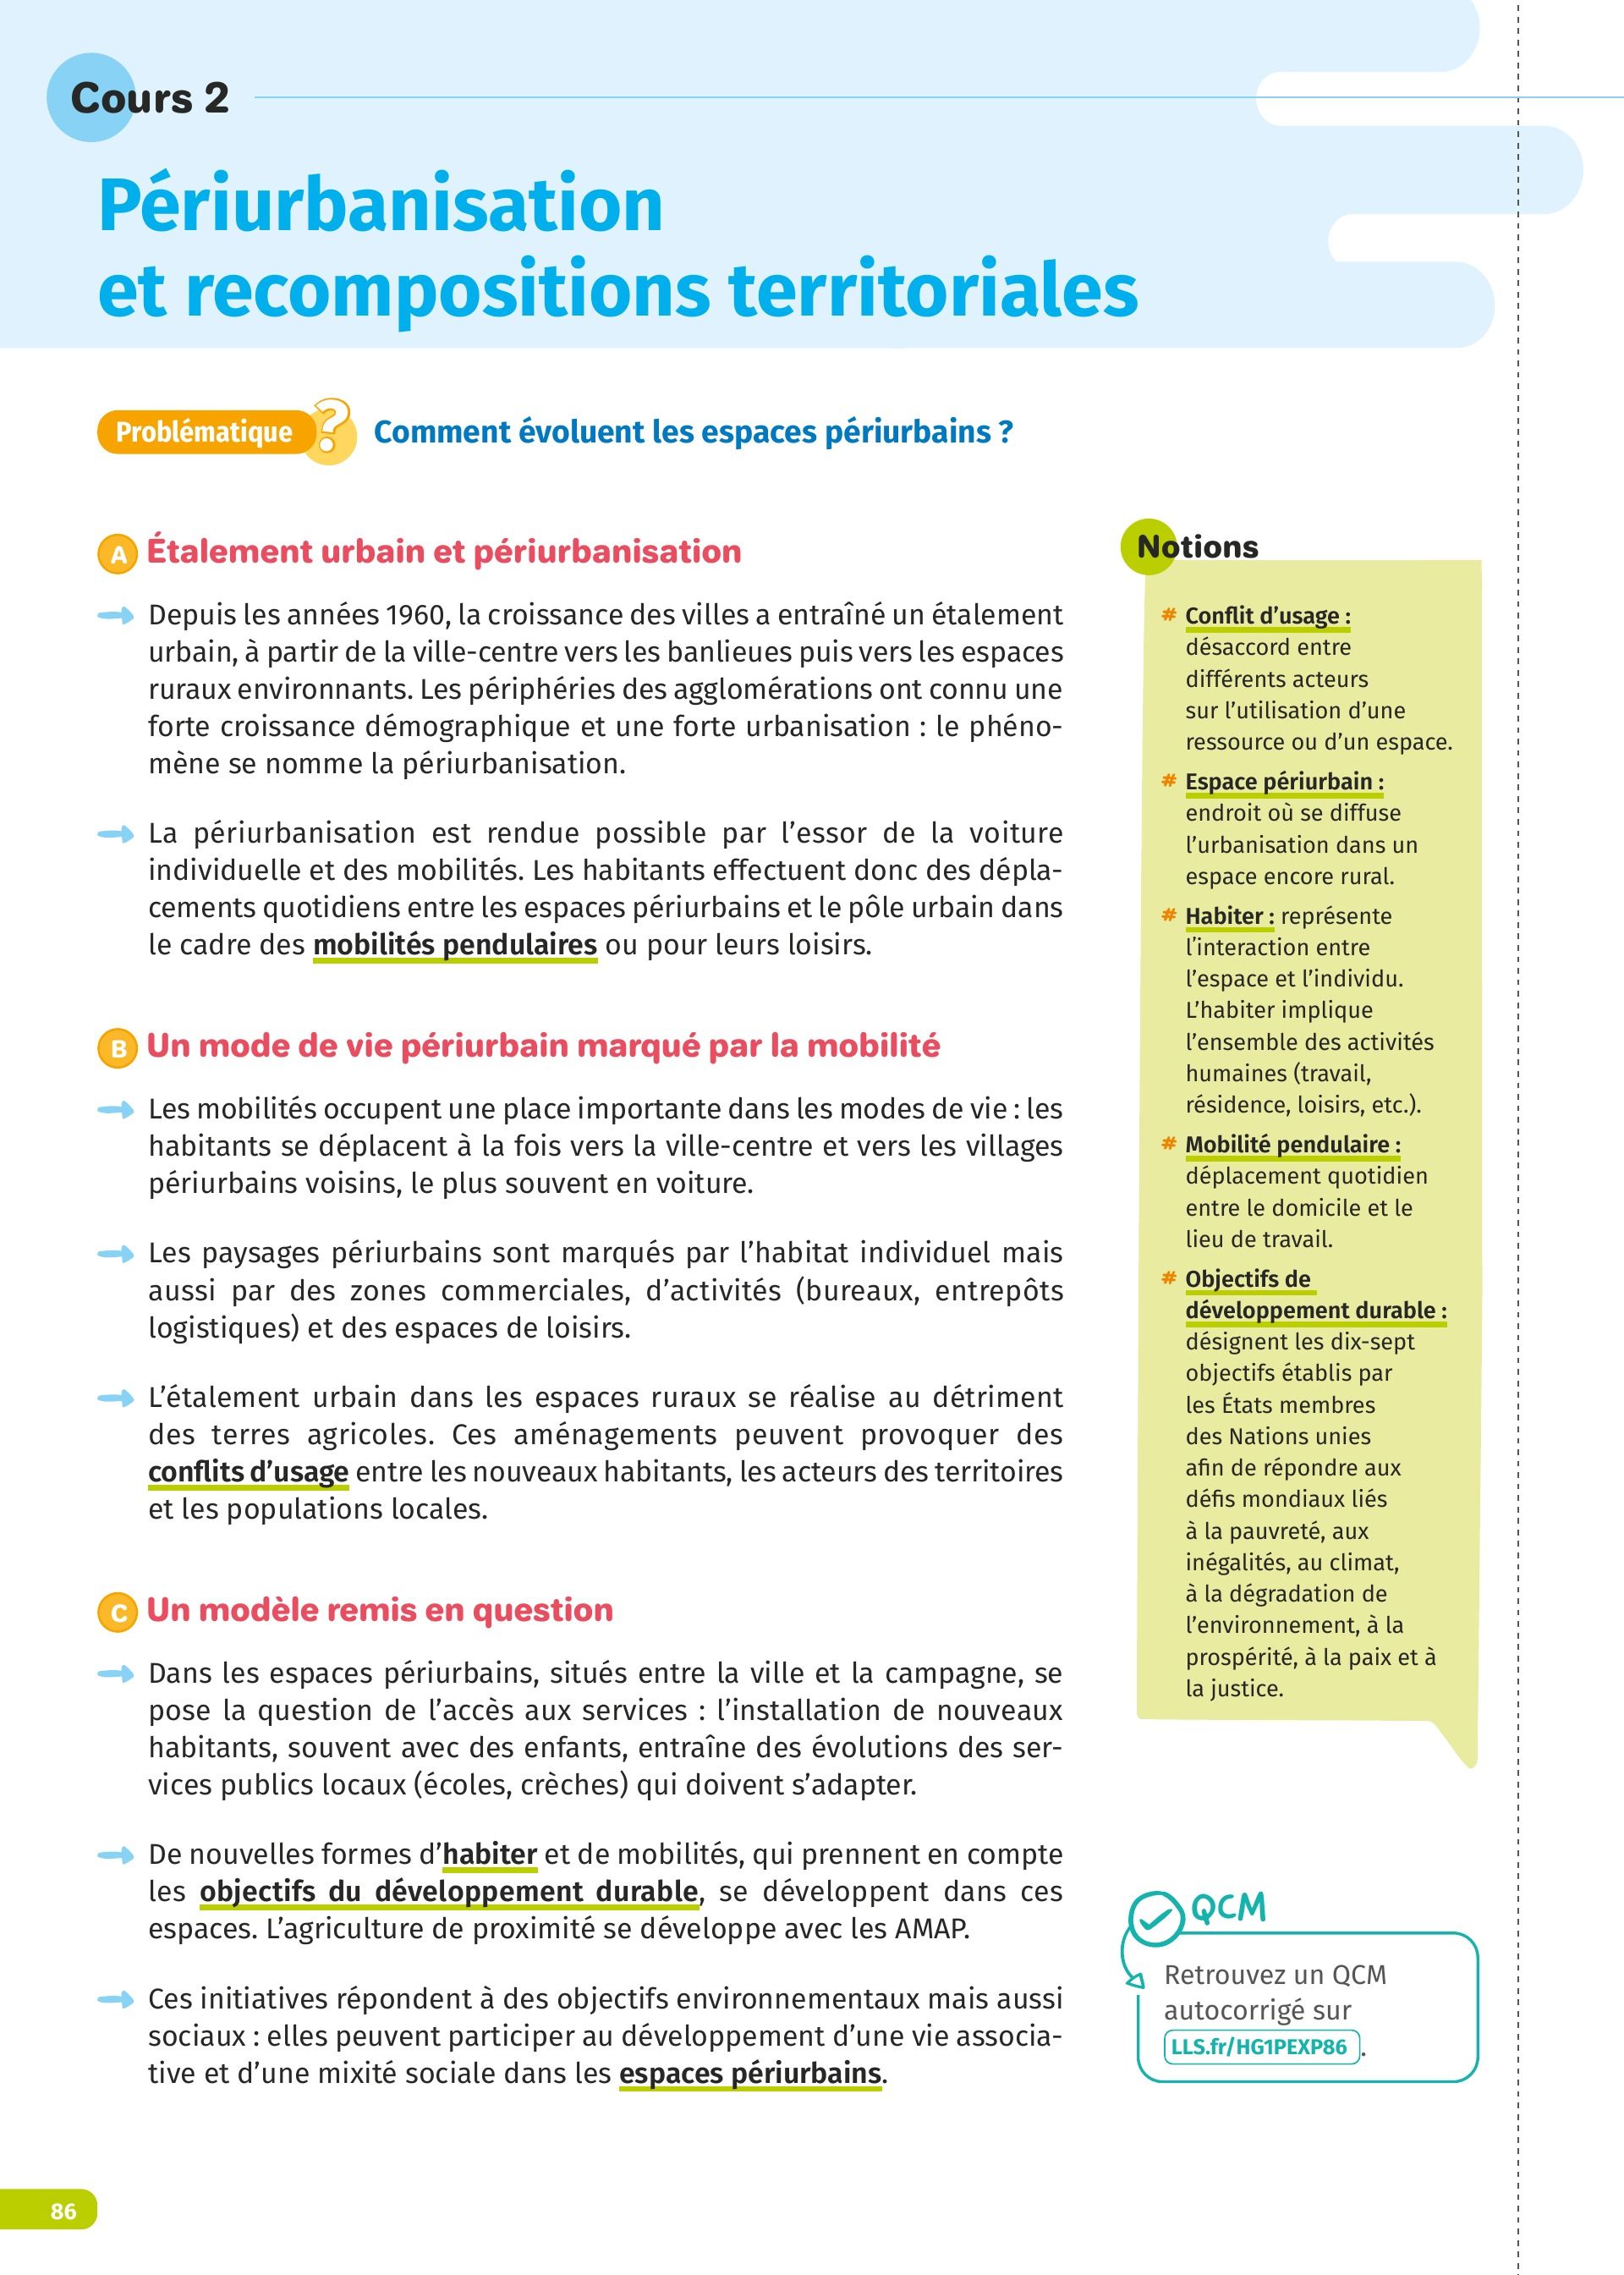 Cours 2
Périurbanisation
et recompositions territoriales
Problématique ?
Comment évoluent les espaces périurbains ?
A Étalement urbain et périurbanisation
Depuis les années 1960, la croissance des villes a entraîné un étalement
urbain, à partir de la ville-centre vers les banlieues puis vers les espaces
ruraux environnants. Les périphéries des agglomérations ont connu une
forte croissance démographique et une forte urbanisation : le phéno-
mène se nomme la périurbanisation.
La périurbanisation est rendue possible par l’essor de la voiture
individuelle et des mobilités. Les habitants effectuent donc des dépla-
cements quotidiens entre les espaces périurbains et le pôle urbain dans
le cadre des mobilités pendulaires ou pour leurs loisirs.
B Un mode de vie périurbain marqué par la mobilité
Les mobilités occupent une place importante dans les modes de vie : les
habitants se déplacent à la fois vers la ville-centre et vers les villages
périurbains voisins, le plus souvent en voiture.
Les paysages périurbains sont marqués par l’habitat individuel mais
aussi par des zones commerciales, d’activités (bureaux, entrepôts
logistiques) et des espaces de loisirs.
L’étalement urbain dans les espaces ruraux se réalise au détriment
des terres agricoles. Ces aménagements peuvent provoquer des
conflits d’usage entre les nouveaux habitants, les acteurs des territoires
et les populations locales.
C Un modèle remis en question
Dans les espaces périurbains, situés entre la ville et la campagne, se
pose la question de l’accès aux services : l’installation de nouveaux
habitants, souvent avec des enfants, entraîne des évolutions des ser-
vices publics locaux (écoles, crèches) qui doivent s’adapter.
De nouvelles formes d’habiter et de mobilités, qui prennent en compte
les objectifs du développement durable, se développent dans ces
espaces. L’agriculture de proximité se développe avec les AMAP.
Ces initiatives répondent à des objectifs environnementaux mais aussi
sociaux : elles peuvent participer au développement d’une vie associa-
tive et d’une mixité sociale dans les espaces périurbains.
Notions
# Conflit d’usage :
désaccord entre
différents acteurs
sur l’utilisation d’une
ressource ou d’un espace.
# Espace périurbain :
endroit où se diffuse
l’urbanisation dans un
espace encore rural.
# Habiter : représente
l’interaction entre
l’espace et l’individu.
L’habiter implique
l’ensemble des activités
humaines (travail,
résidence, loisirs, etc.).
# Mobilité pendulaire :
déplacement quotidien
entre le domicile et le
lieu de travail.
# Objectifs de
développement durable :
désignent les dix-sept
objectifs établis par
les États membres
des Nations unies
afin de répondre aux
défis mondiaux liés
à la pauvreté, aux
inégalités, au climat,
à la dégradation de
l’environnement, à la
prospérité, à la paix et à
la justice.
QCM
Retrouvez un QCM
autocorrigé sur
LLS.fr/HG1PEXP86.
86